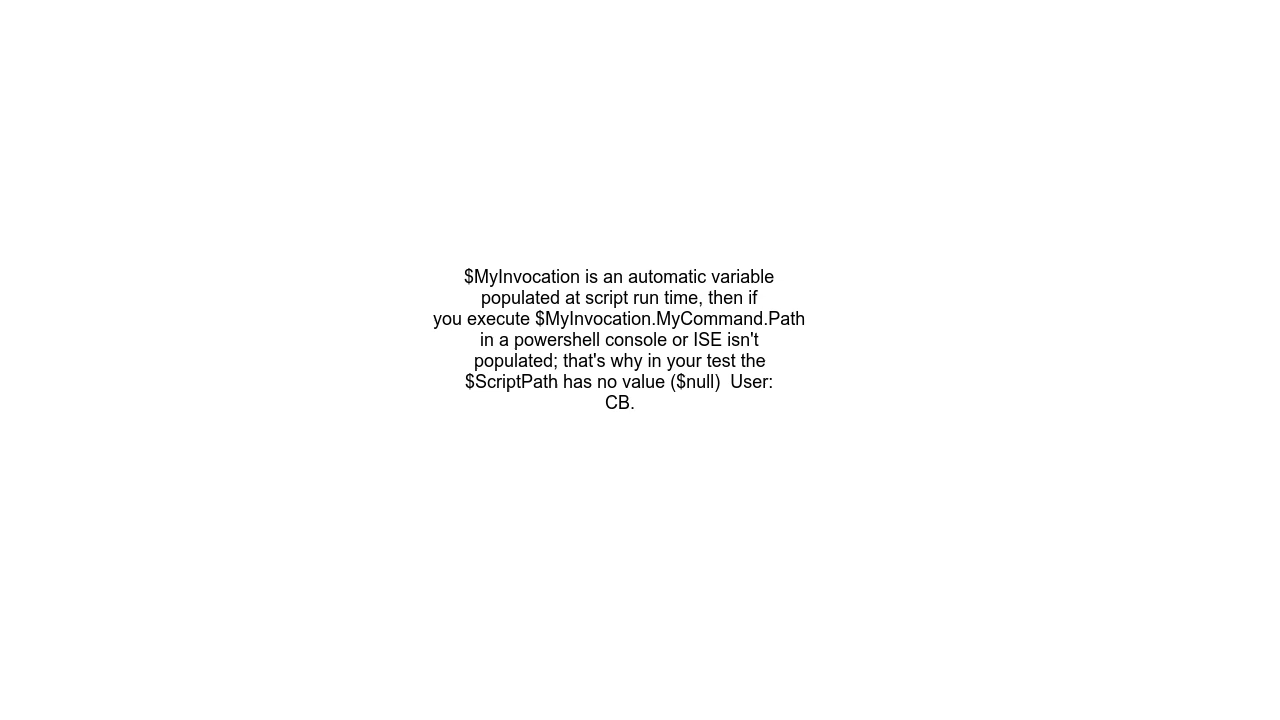 $MyInvocation is an automatic variable
populated at script run time, then if
you execute $MyInvocation.MyCommand.Path
in a powershell console or ISE isn't
populated; that's why in your test the
$ScriptPath has no value ($null)  User:
CB.